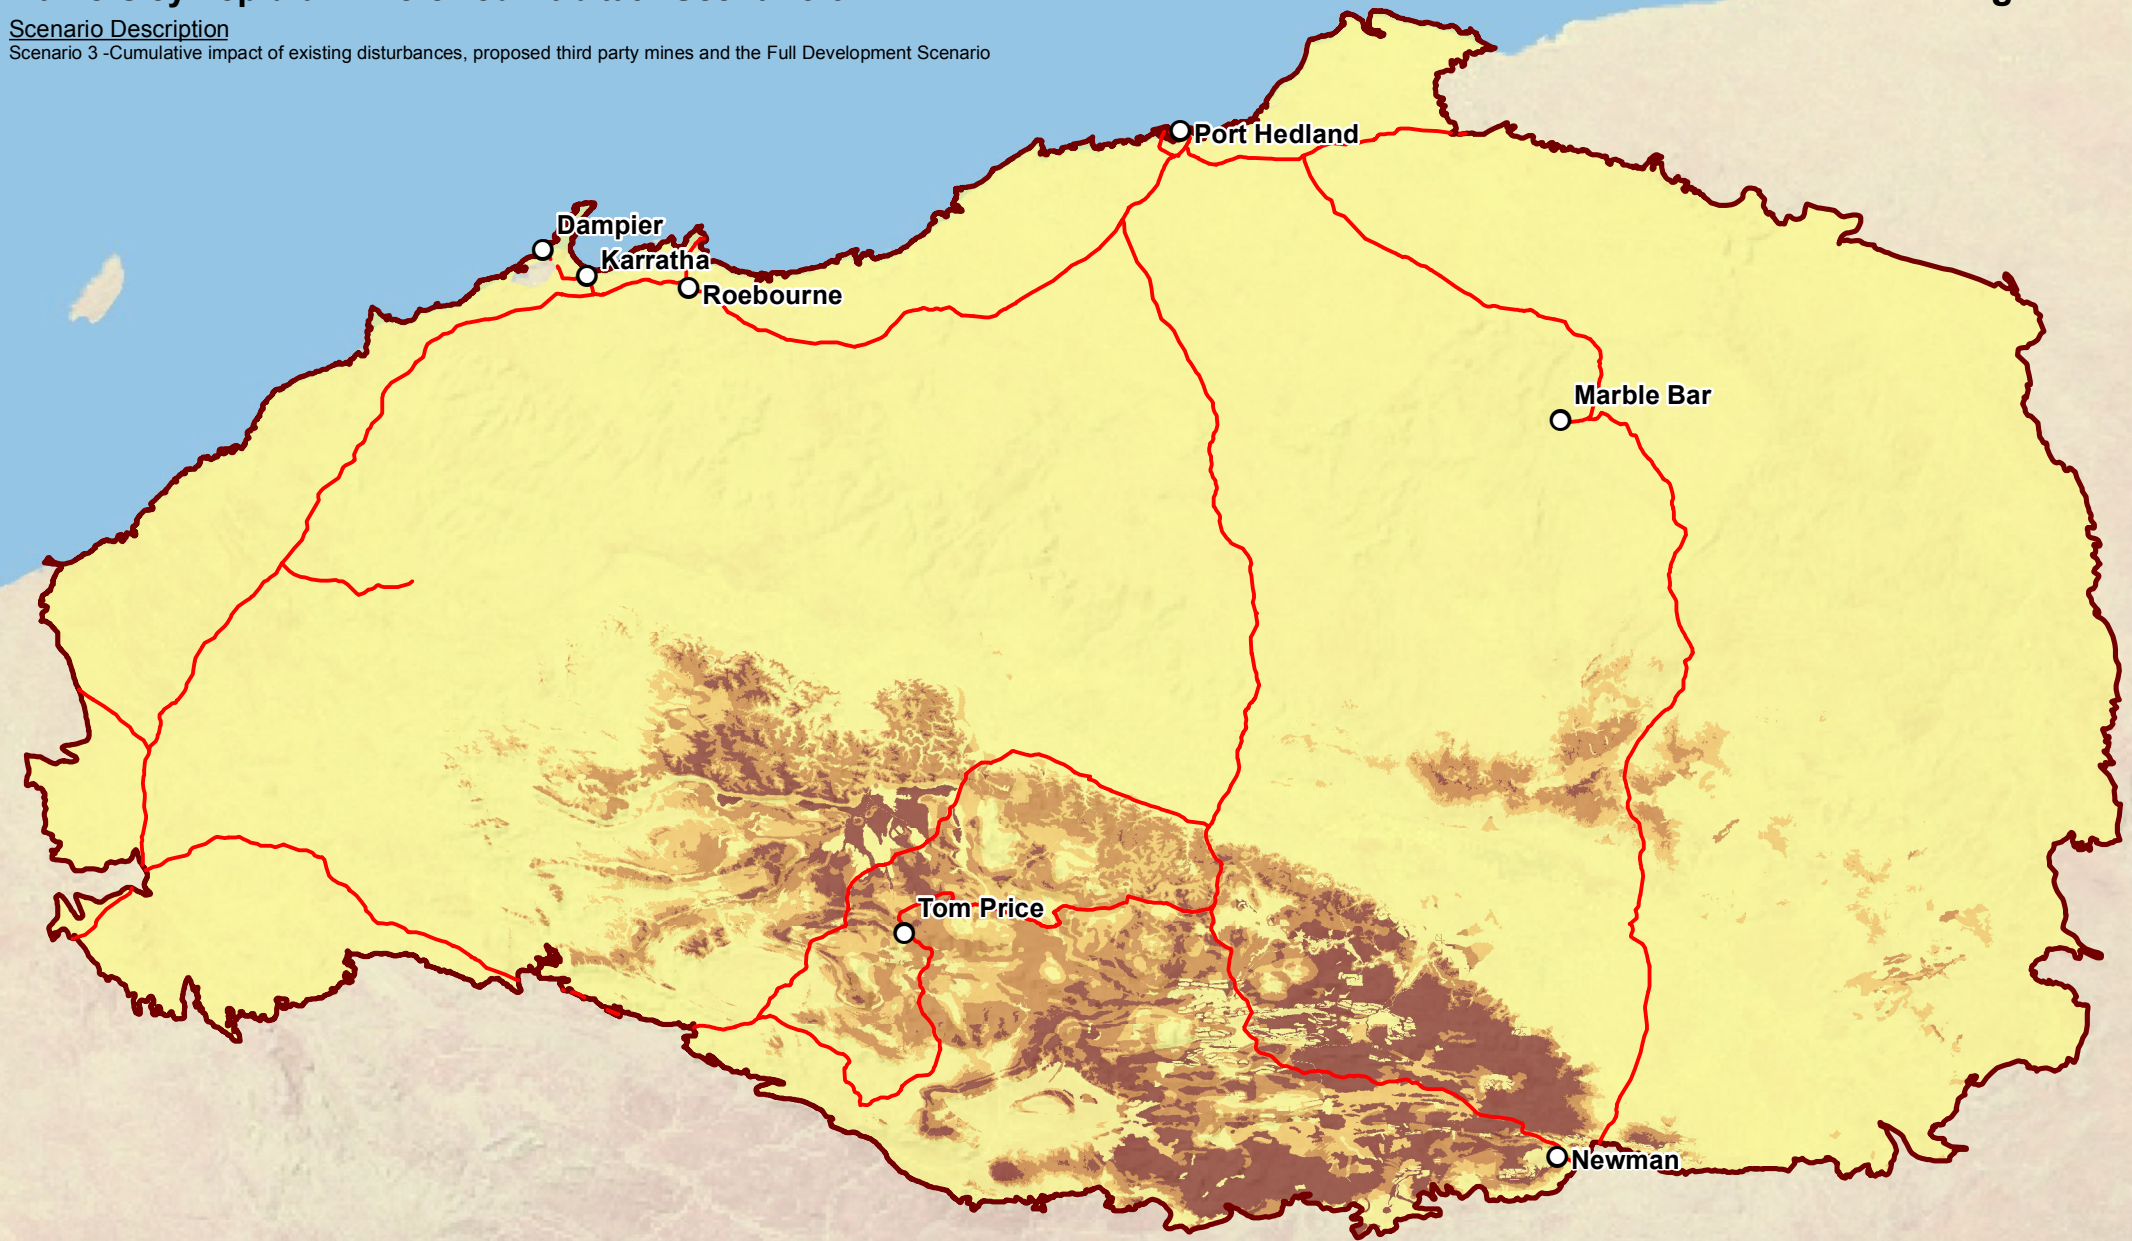 Scenario Description
Scenario 3 -Cumulative impact of existing disturbances, proposed third party mines and the Full Development Scenario
Port Hedland
Dampier
Karratha
Roebourne
Marble Bar
Tom Price
Newman